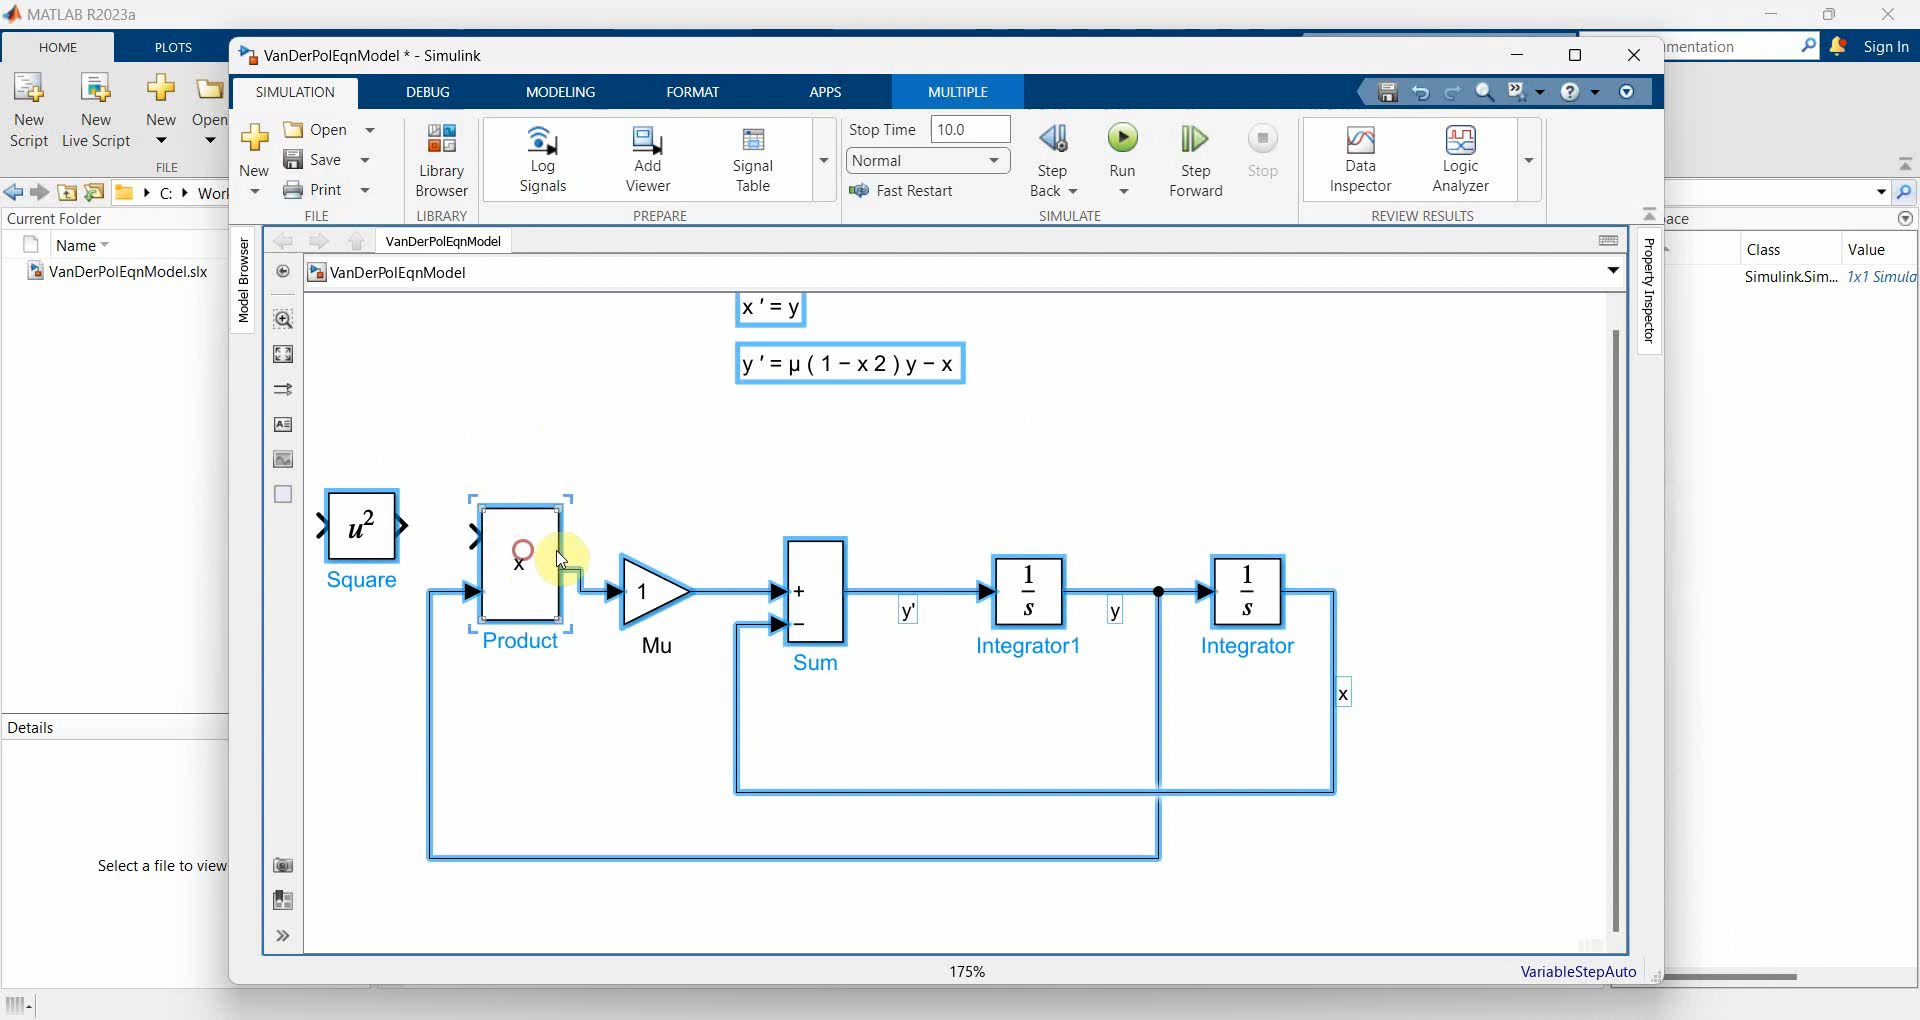 MATLAB R2023a
HOME
PLOTS
mentation
Sign In
New Script
New Live Script
New
Open
FILE
C:
Work
Current Folder
Name
VanDerPolEqnModel.slx
Details
Select a file to view
VanDerPolEqnModel * - Simulink
SIMULATION
DEBUG
MODELING
FORMAT
APPS
MULTIPLE
New
Open
Save
Print
FILE
Library Browser
LIBRARY
Log Signals
Add Viewer
Signal Table
PREPARE
Stop Time 10.0
Normal
Fast Restart
Step Back
Run
Step Forward
Stop
SIMULATE
Data Inspector
Logic Analyzer
REVIEW RESULTS
Model Browser
VanDerPolEqnModel
VanDerPolEqnModel
Property Inspector
x ' = y
y ' = μ ( 1 − x 2 ) y − x
u²
Square
x
Product
1
Mu
+
−
Sum
y'
1
s
Integrator1
y
1
s
Integrator
x
175%
VariableStepAuto
ace
Class
Value
Simulink.Sim...
1x1 Simula